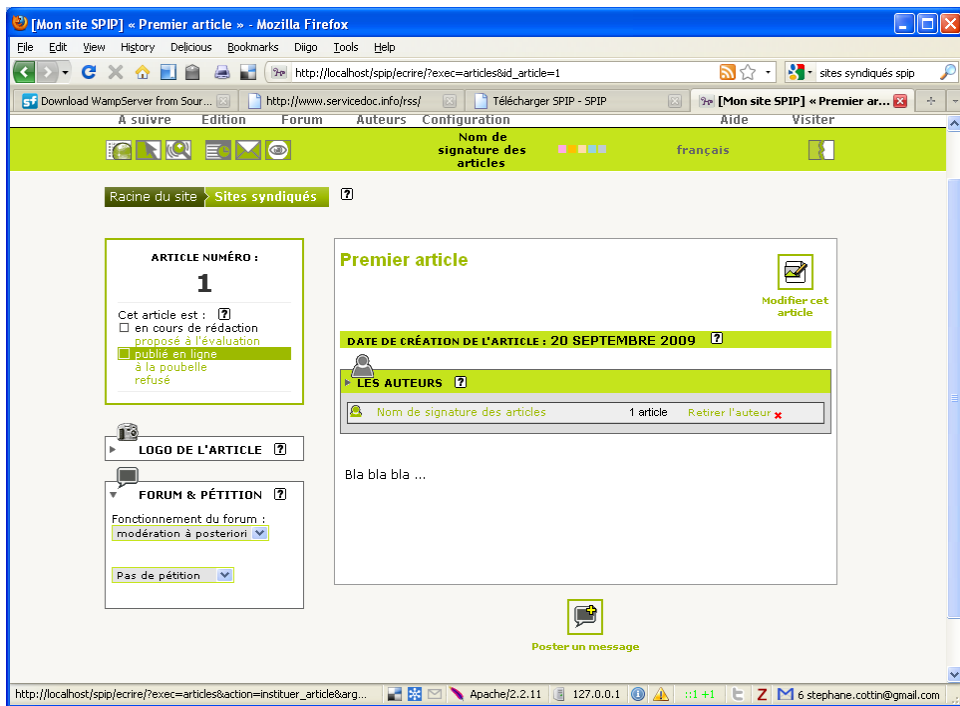 [Mon site SPIP] « Premier article » - Mozilla Firefox
File Edit View History Delicious Bookmarks Diigo Tools Help
http://localhost/spip/ecrire/?exec=articles&id_article=1
sites syndiqués spip
Download WampServer from Sour...
http://www.servicedoc.info/rss/
Télécharger SPIP - SPIP
[Mon site SPIP] « Premier ar...
A suivre Edition Forum Auteurs Configuration Aide Visiter
Nom de
signature des
articles
français
Racine du site Sites syndiqués ?
ARTICLE NUMÉRO :
1
Cet article est : ?
en cours de rédaction
proposé à l'évaluation
publié en ligne
à la poubelle
refusé
LOGO DE L'ARTICLE ?
FORUM & PÉTITION ?
Fonctionnement du forum :
modération à posteriori
Pas de pétition
Premier article
Modifier cet
article
DATE DE CRÉATION DE L'ARTICLE : 20 SEPTEMBRE 2009 ?
LES AUTEURS ?
Nom de signature des articles 1 article Retirer l'auteur
Bla bla bla ...
Poster un message
http://localhost/spip/ecrire/?exec=articles&action=instituer_article&arg...
Apache/2.2.11 127.0.0.1 ::1 +1 Z 6 stephane.cottin@gmail.com